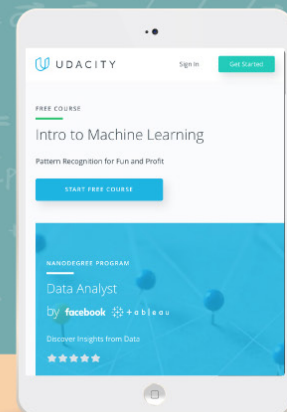 UDACITY
Sign In
Get Started
FREE COURSE
Intro to Machine Learning
Pattern Recognition for Fun and Profit
START FREE COURSE
NANODEGREE PROGRAM
Data Analyst
by facebook +ableau
Discover Insights from Data